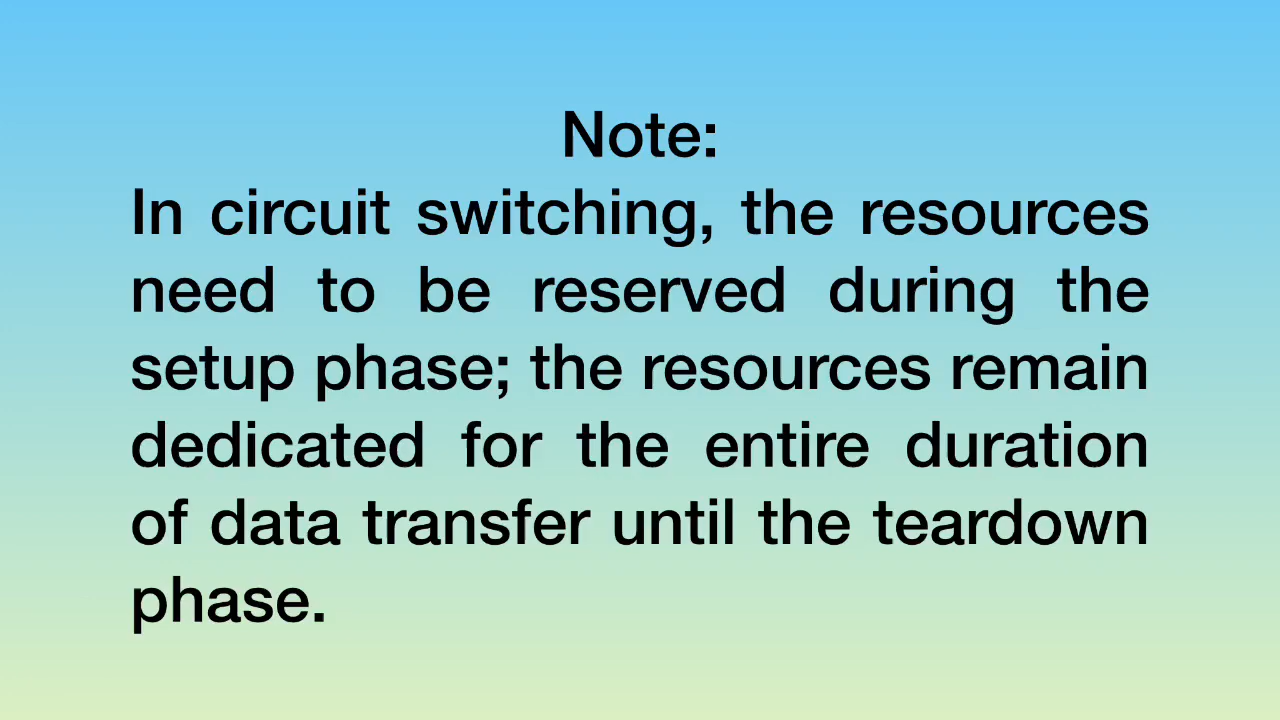 Note:
In circuit switching, the resources
need to be reserved during the
setup phase; the resources remain
dedicated for the entire duration
of data transfer until the teardown
phase.